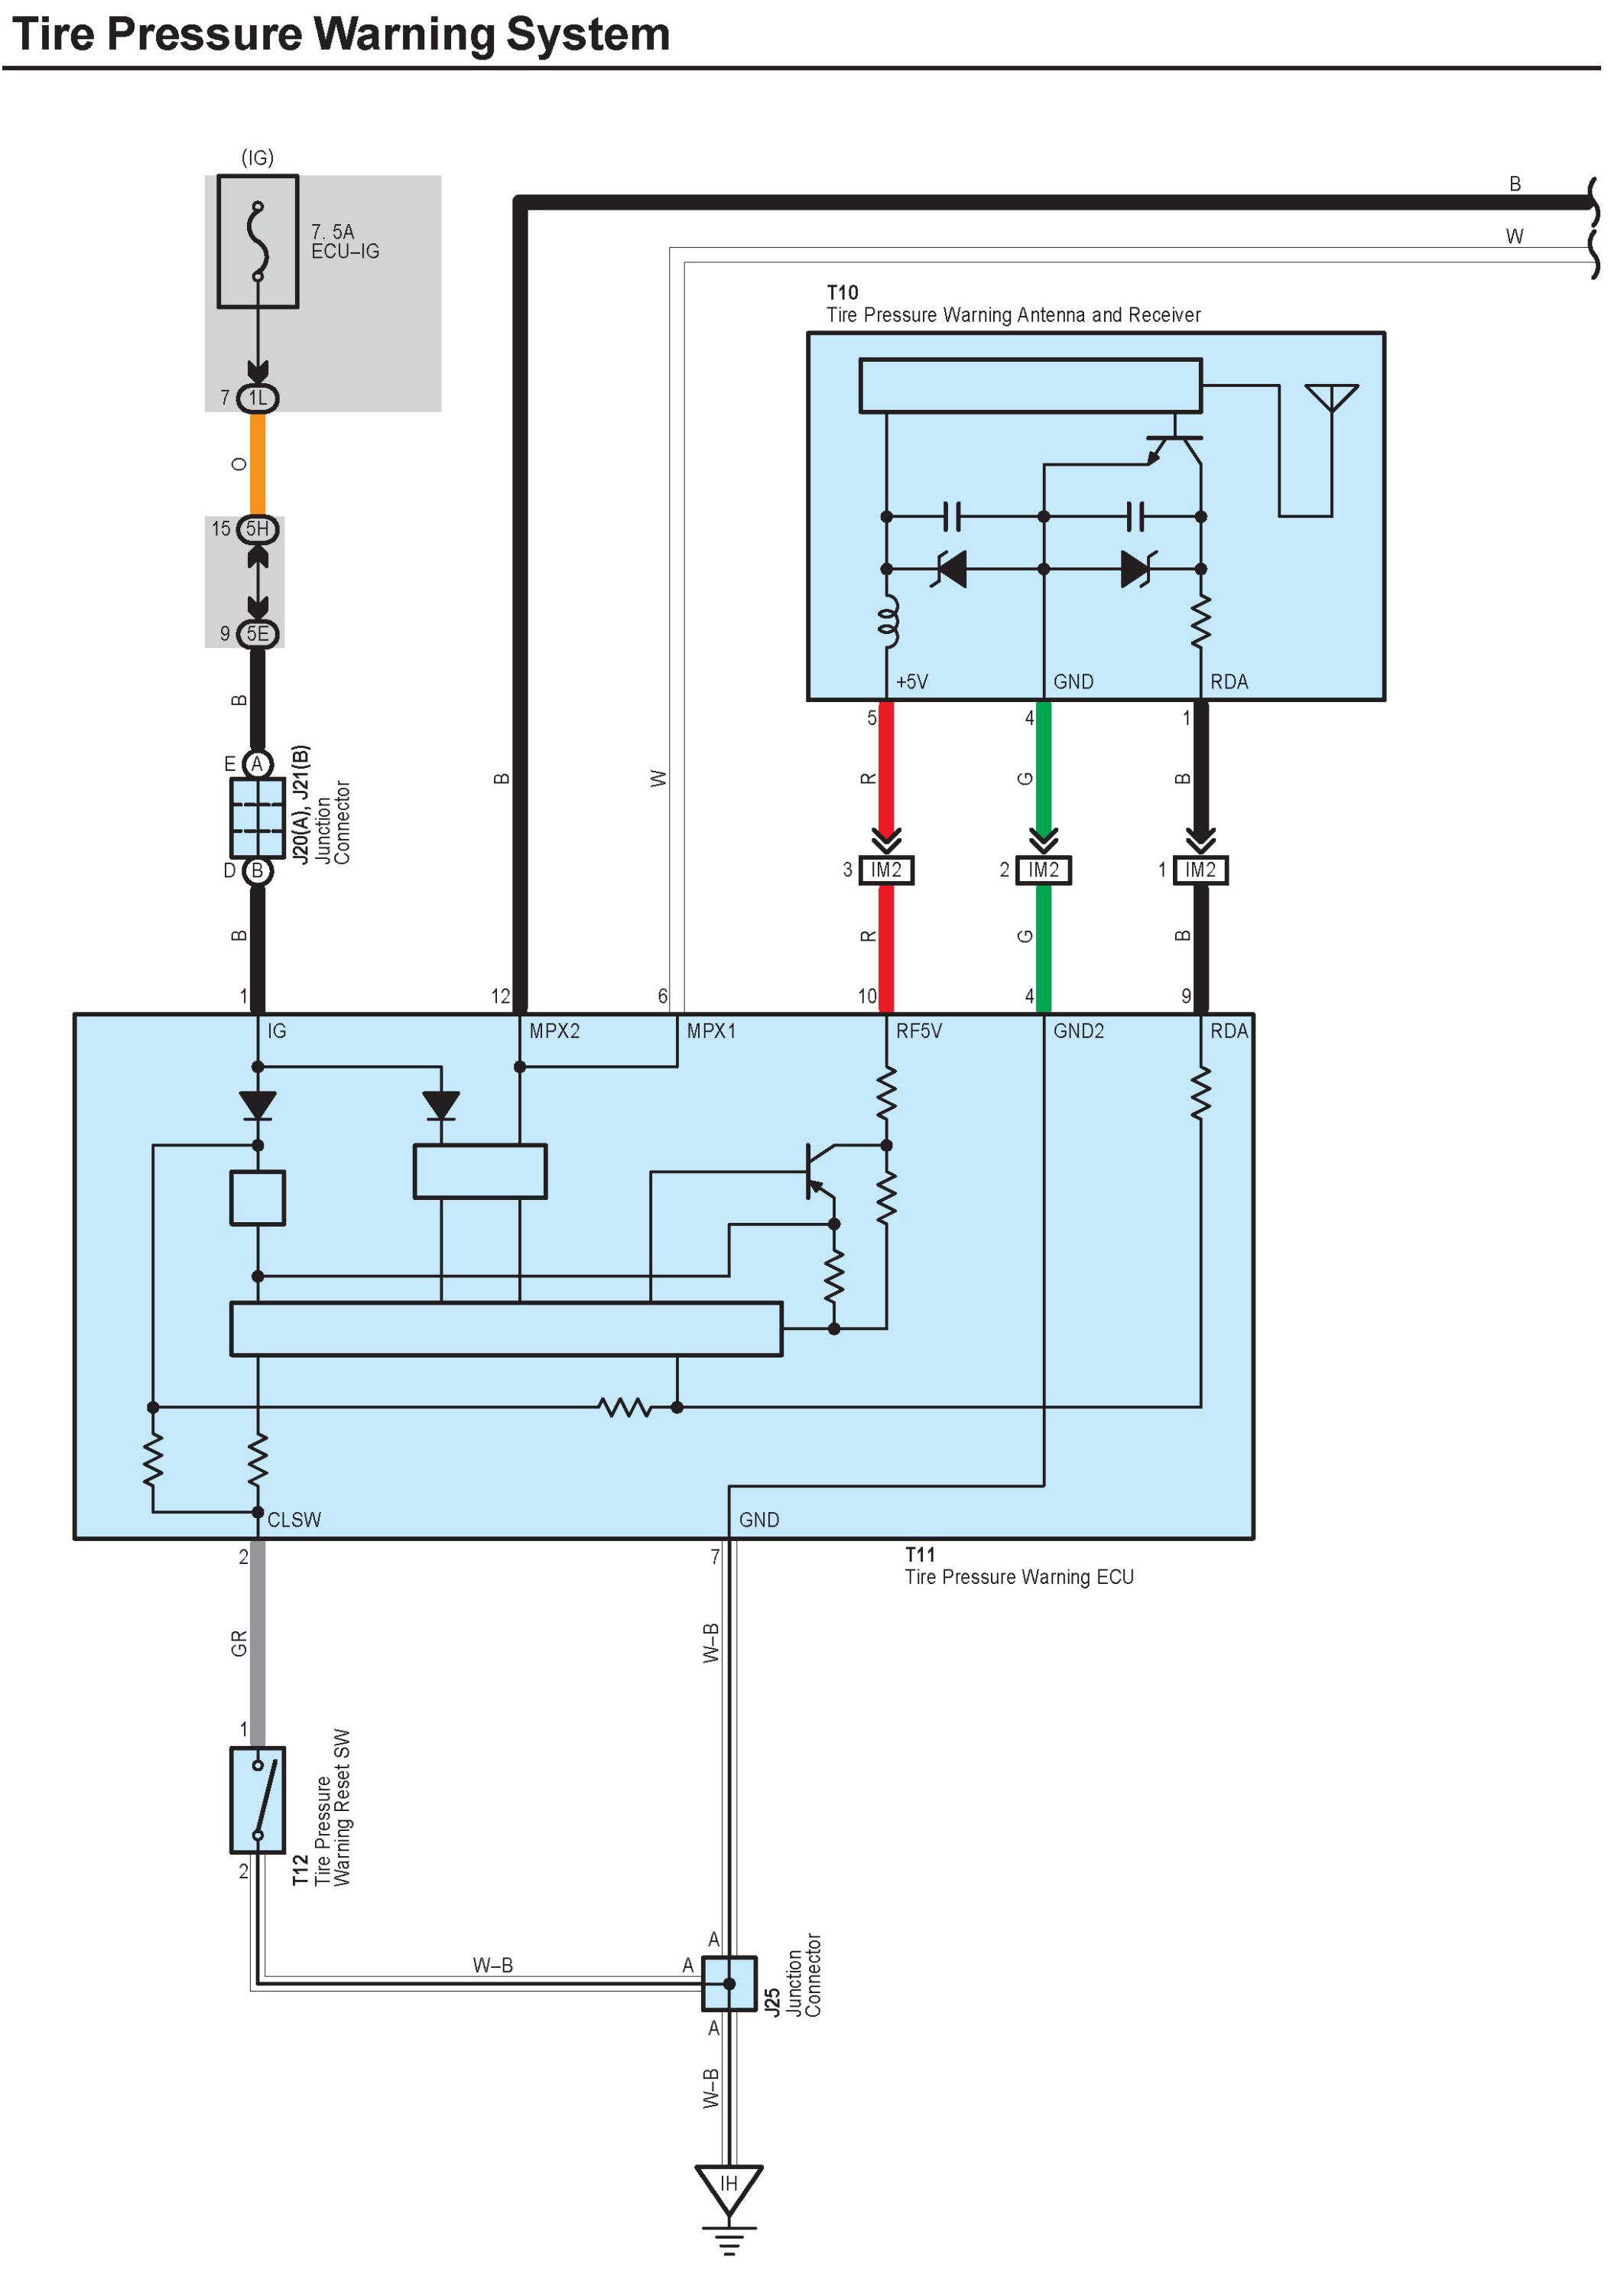 Tire Pressure Warning System
(IG)
7. 5A
ECU–IG
7 1L
O
15 5H
9 5E
B
E A
J20(A), J21(B)
Junction
Connector
D B
B
B
W
B
W
T10
Tire Pressure Warning Antenna and Receiver
+5V GND RDA
5 4 1
R G B
3 IM2 2 IM2 1 IM2
R G B
1 12 6 10 4 9
IG MPX2 MPX1 RF5V GND2 RDA
CLSW GND
2 7
T11
Tire Pressure Warning ECU
GR
W–B
1
T12
Tire Pressure
Warning Reset SW
2
W–B
A
A
J25
Junction
Connector
A
W–B
IH